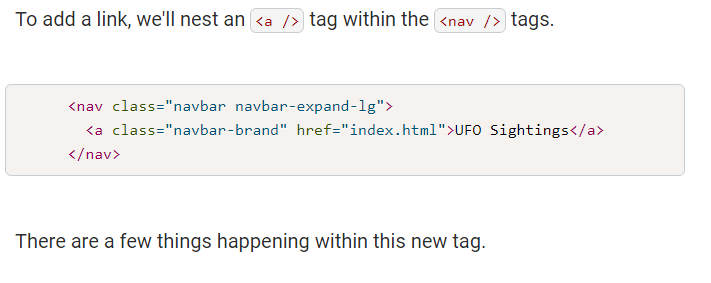 To add a link, we'll nest an <a /> tag within the <nav /> tags.
<nav class="navbar navbar-expand-lg">
<a class="navbar-brand" href="index.html">UFO Sightings</a>
</nav>
There are a few things happening within this new tag.